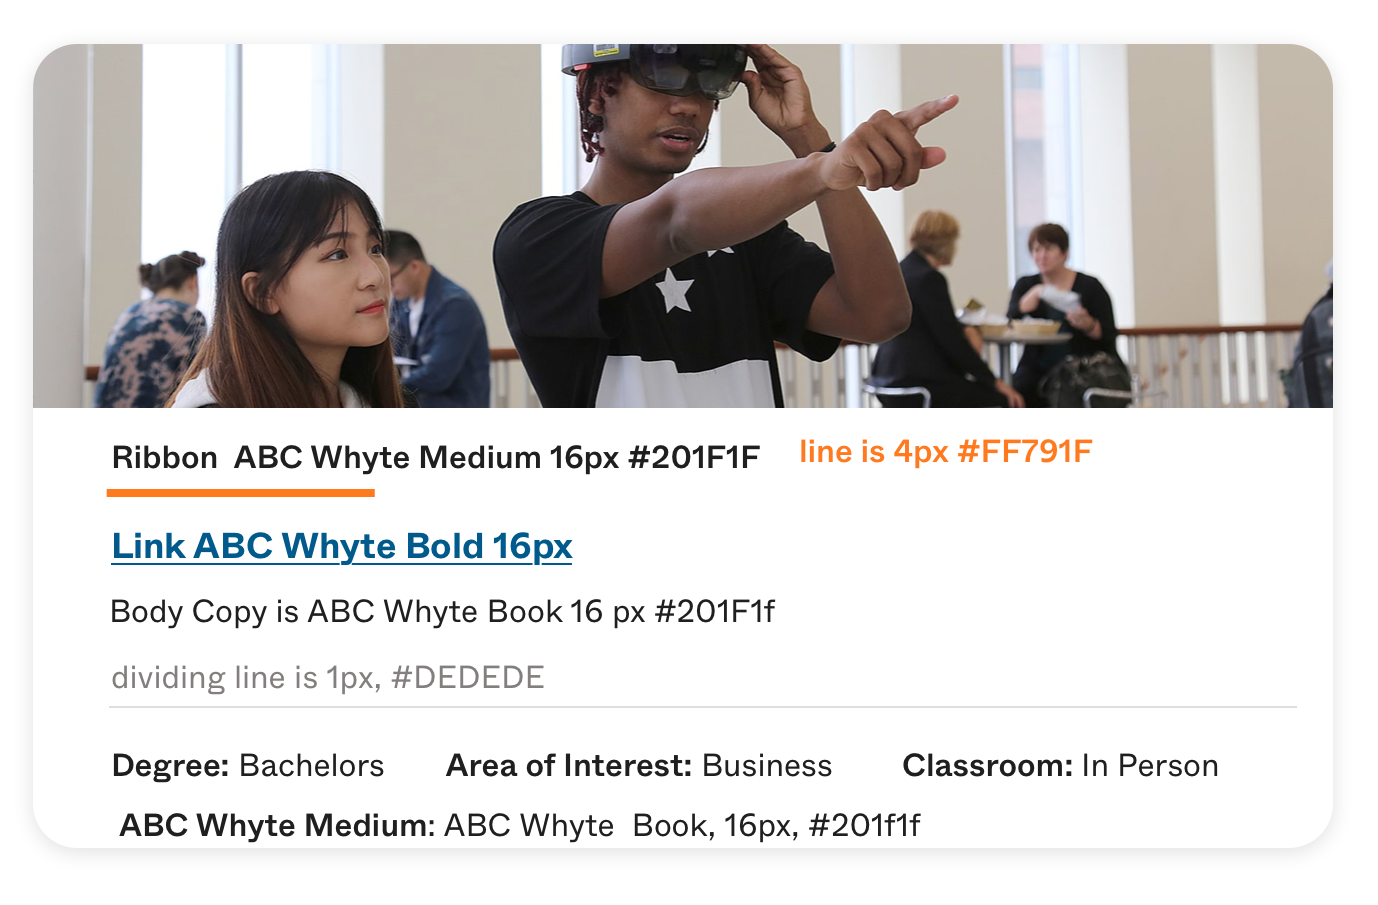 Ribbon  ABC Whyte Medium 16px #201F1F line is 4px #FF791F
Link ABC Whyte Bold 16px
Body Copy is ABC Whyte Book 16 px #201F1f
dividing line is 1px, #DEDEDE
Degree: Bachelors Area of Interest: Business Classroom: In Person
ABC Whyte Medium: ABC Whyte  Book, 16px, #201f1f